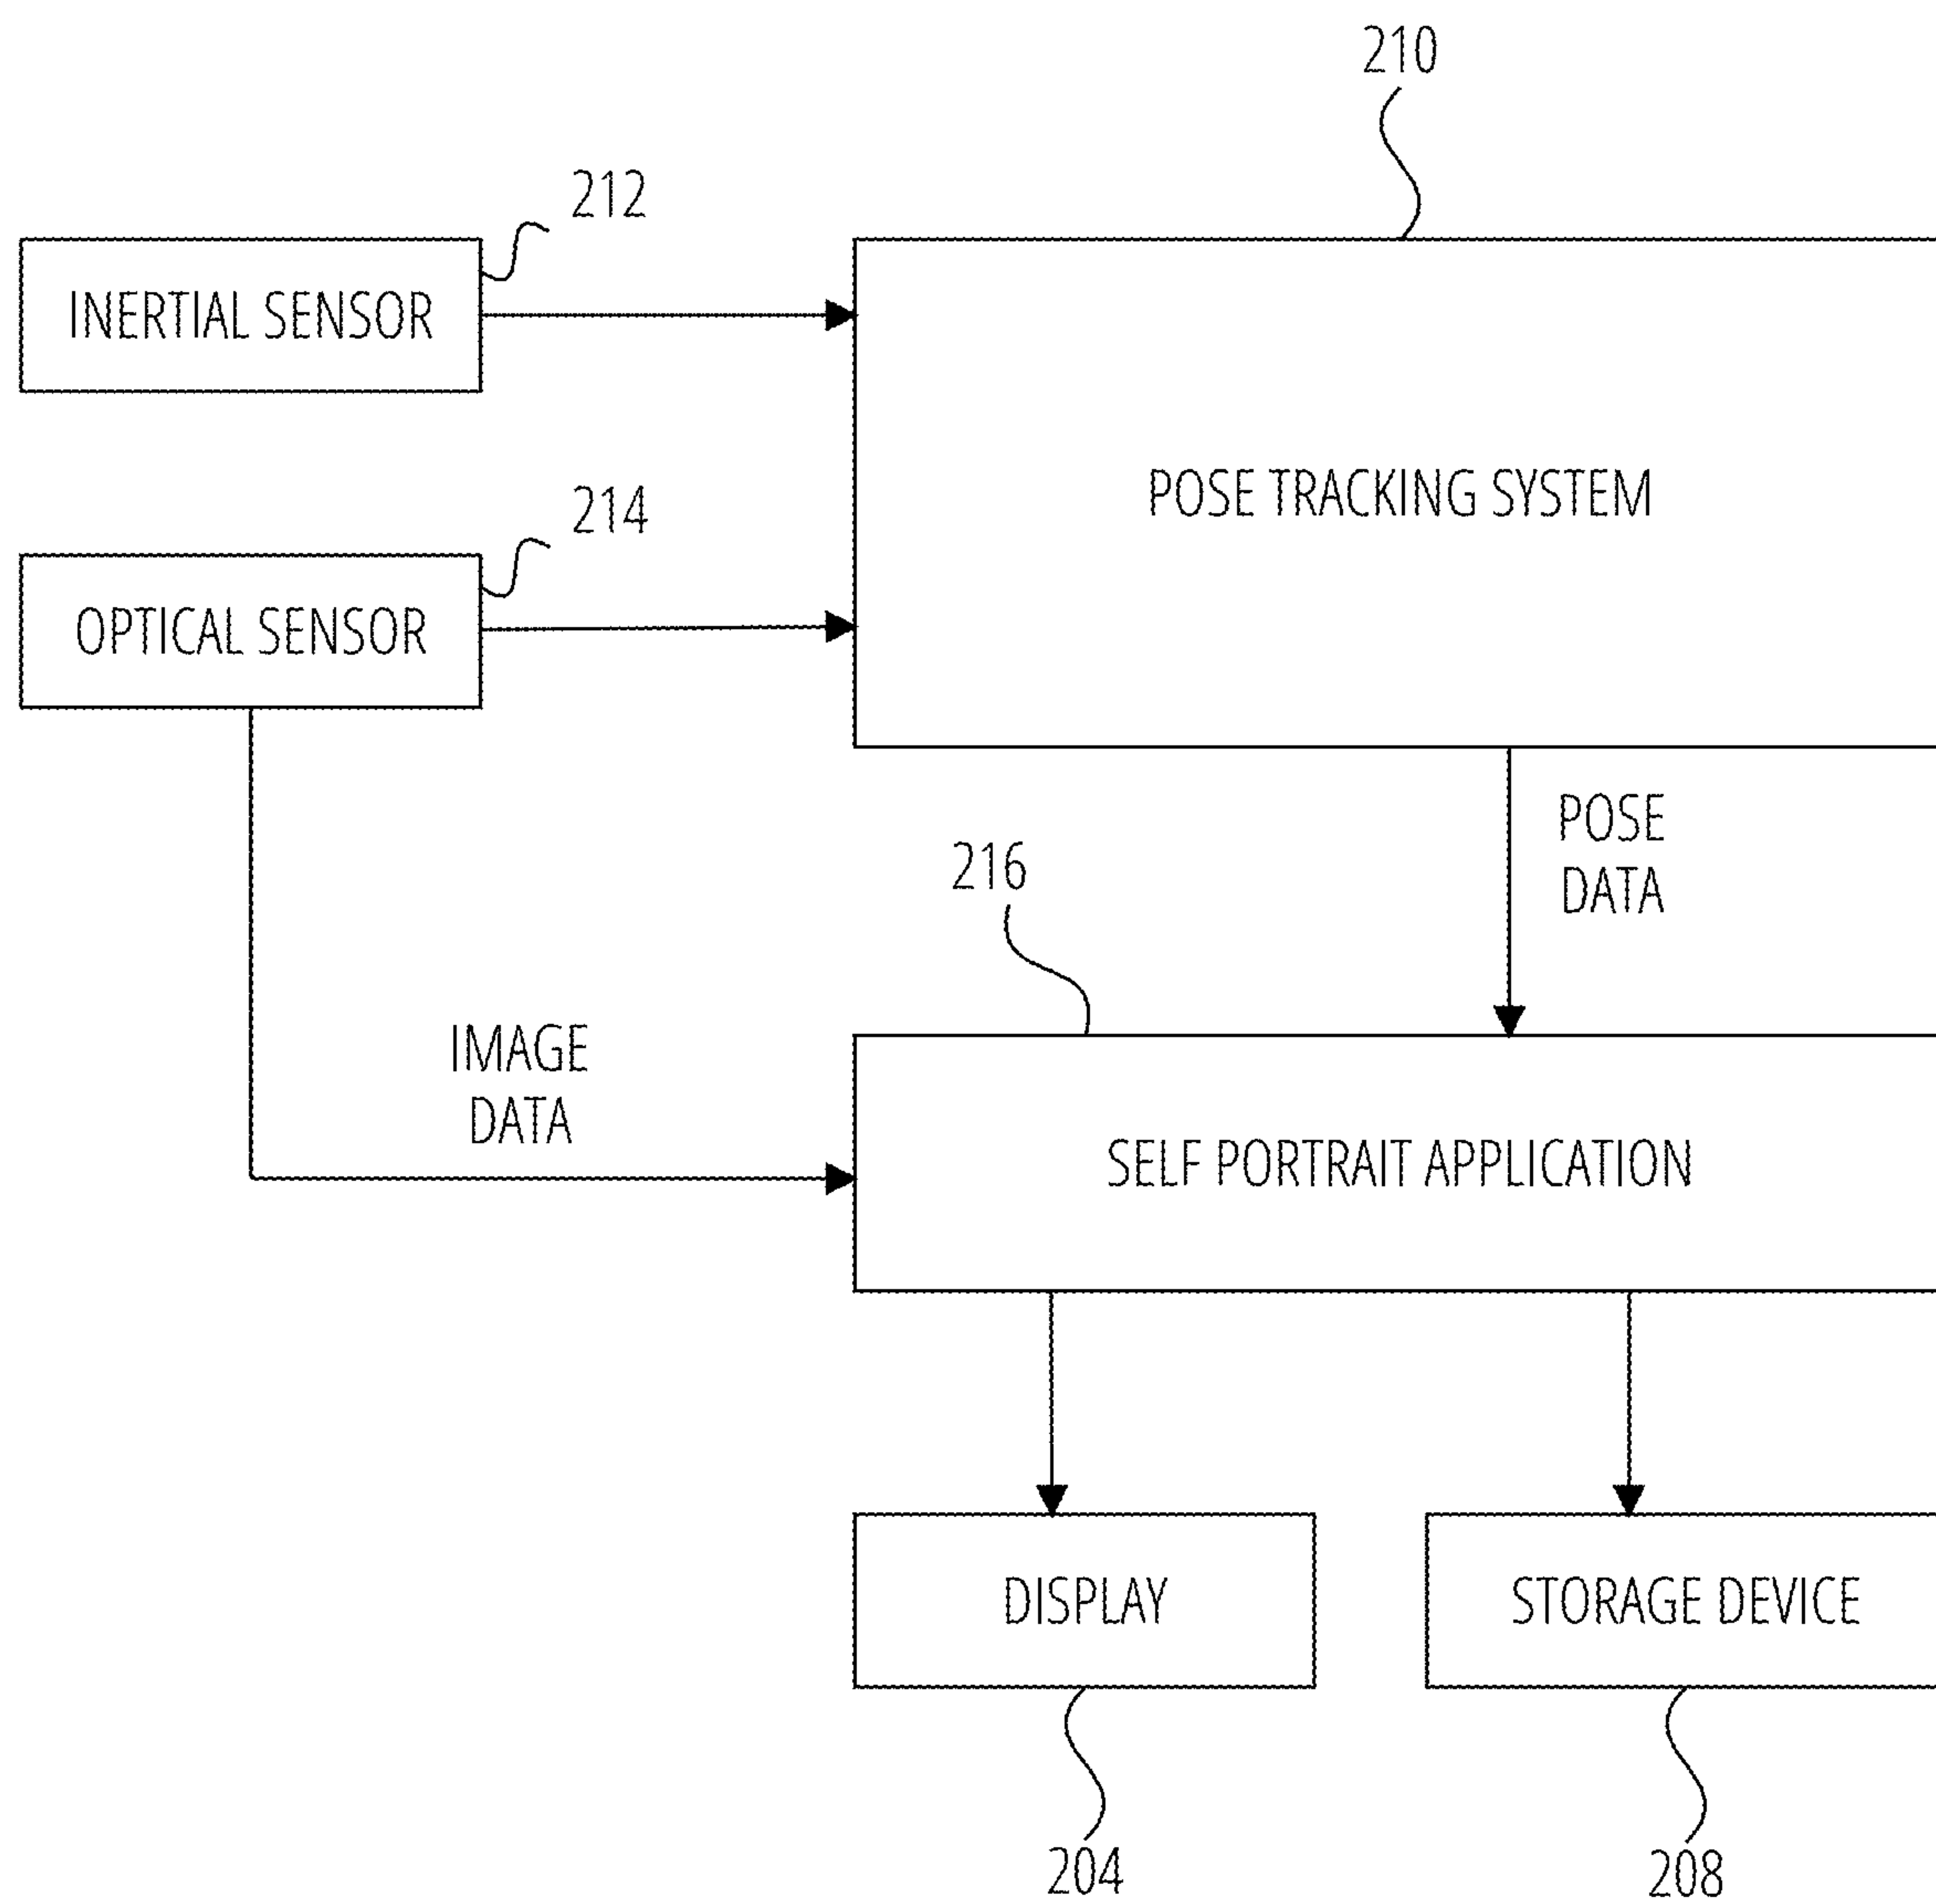 210
212
INERTIAL SENSOR
POSE TRACKING SYSTEM
214
OPTICAL SENSOR
POSE
DATA
216
IMAGE
DATA
SELF PORTRAIT APPLICATION
DISPLAY
STORAGE DEVICE
204
208